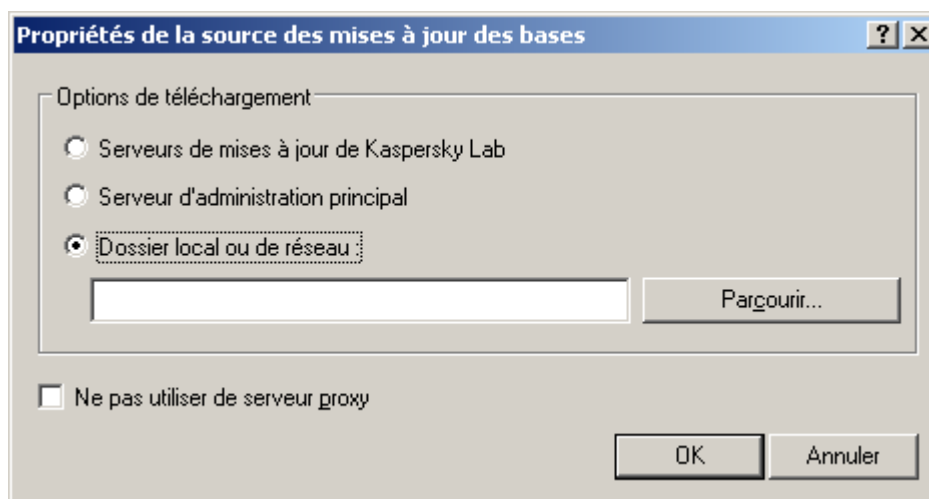 Propriétés de la source des mises à jour des bases
Options de téléchargement
Serveurs de mises à jour de Kaspersky Lab
Serveur d'administration principal
Dossier local ou de réseau :
Parcourir...
Ne pas utiliser de serveur proxy
OK
Annuler